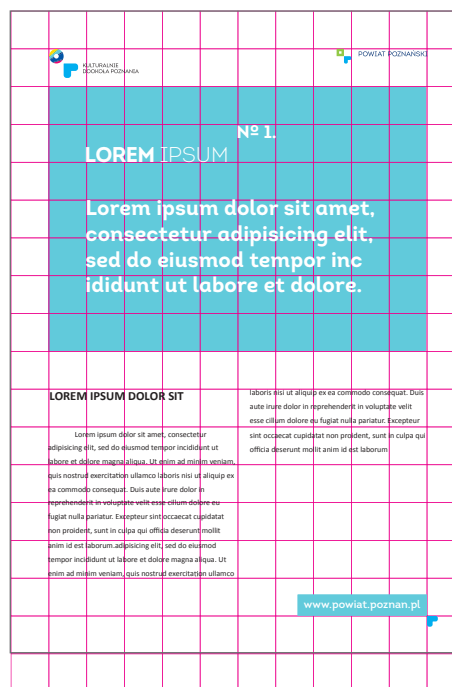 KULTURALNIE
DOOKOŁA POZNANIA
POWIAT POZNAŃSKI
Nº 1.
LOREM IPSUM
Lorem ipsum dolor sit amet,
consectetur adipisicing elit,
sed do eiusmod tempor inc
ididunt ut labore et dolore.
LOREM IPSUM DOLOR SIT
Lorem ipsum dolor sit amet, consectetur
adipisicing elit, sed do eiusmod tempor incididunt ut
labore et dolore magna aliqua. Ut enim ad minim veniam,
quis nostrud exercitation ullamco laboris nisi ut aliquip ex
ea commodo consequat. Duis aute irure dolor in
reprehenderit in voluptate velit esse cillum dolore eu
fugiat nulla pariatur. Excepteur sint occaecat cupidatat
non proident, sunt in culpa qui officia deserunt mollit
anim id est laborum.adipisicing elit, sed do eiusmod
tempor incididunt ut labore et dolore magna aliqua. Ut
enim ad minim veniam, quis nostrud exercitation ullamco
laboris nisi ut aliquip ex ea commodo consequat. Duis
aute irure dolor in reprehenderit in voluptate velit
esse cillum dolore eu fugiat nulla pariatur. Excepteur
sint occaecat cupidatat non proident, sunt in culpa qui
officia deserunt mollit anim id est laborum
www.powiat.poznan.pl